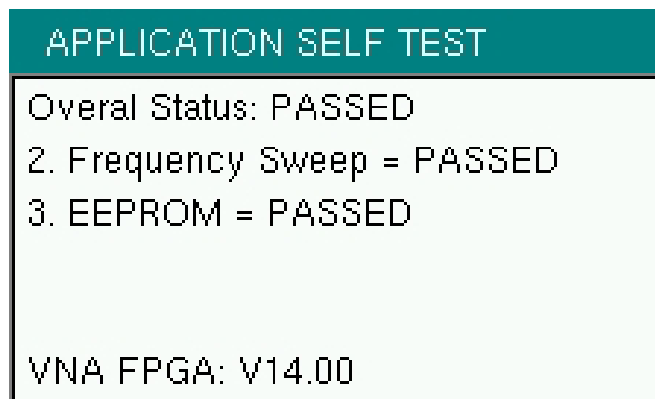 APPLICATION SELF TEST
Overal Status: PASSED
2. Frequency Sweep = PASSED
3. EEPROM = PASSED
VNA FPGA: V14.00